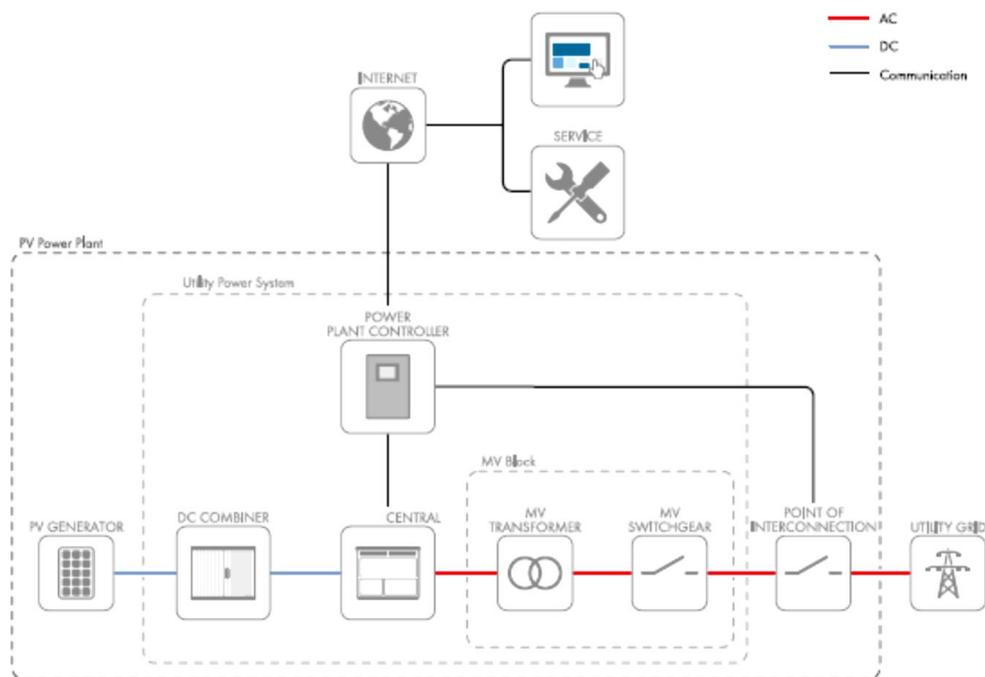 AC
DC
Communication
INTERNET
SERVICE
PV Power Plant
Utility Power System
POWER
PLANT CONTROLLER
MV Block
PV GENERATOR
DC COMBINER
CENTRAL
MV
TRANSFORMER
MV
SWITCHGEAR
POINT OF
INTERCONNECTION
UTILITY GRID